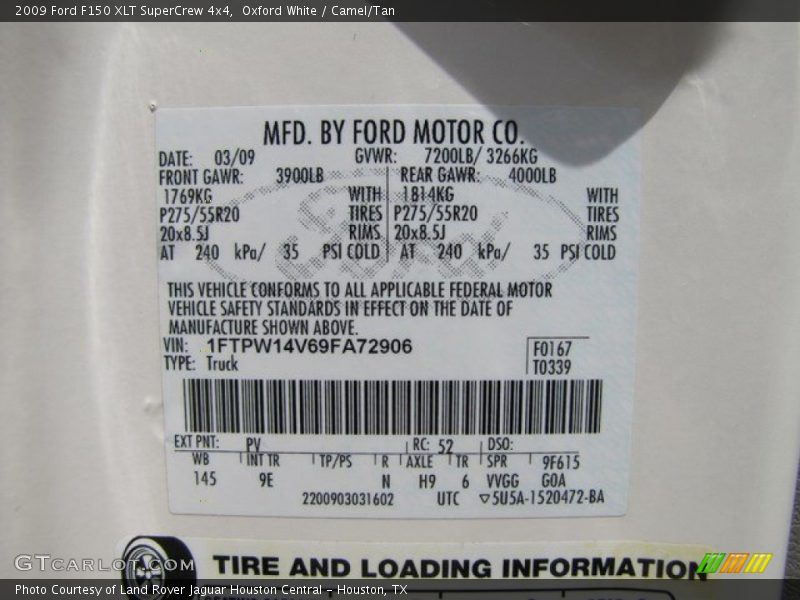 2009 Ford F150 XLT SuperCrew 4x4,  Oxford White / Camel/Tan
MFD. BY FORD MOTOR CO.
DATE: 03/09 GVWR: 7200LB/ 3266KG
FRONT GAWR: 3900LB REAR GAWR: 4000LB
1769KG WITH 1814KG WITH
P275/55R20 TIRES P275/55R20 TIRES
20x8.5J RIMS 20x8.5J RIMS
AT 240 kPa/ 35 PSI COLD AT 240 kPa/ 35 PSI COLD
Ford
THIS VEHICLE CONFORMS TO ALL APPLICABLE FEDERAL MOTOR
VEHICLE SAFETY STANDARDS IN EFFECT ON THE DATE OF
MANUFACTURE SHOWN ABOVE.
VIN: 1FTPW14V69FA72906 F0167
TYPE: Truck T0339
EXT PNT: PV RC: 52 DSO:
WB INT TR TP/PS R AXLE TR SPR 9F615
145 9E N H9 6 VVGG G0A
2200903031602 UTC ▽5U5A-1520472-BA
TIRE AND LOADING INFORMATION
GTCARLOT.COM
Photo Courtesy of Land Rover Jaguar Houston Central – Houston, TX